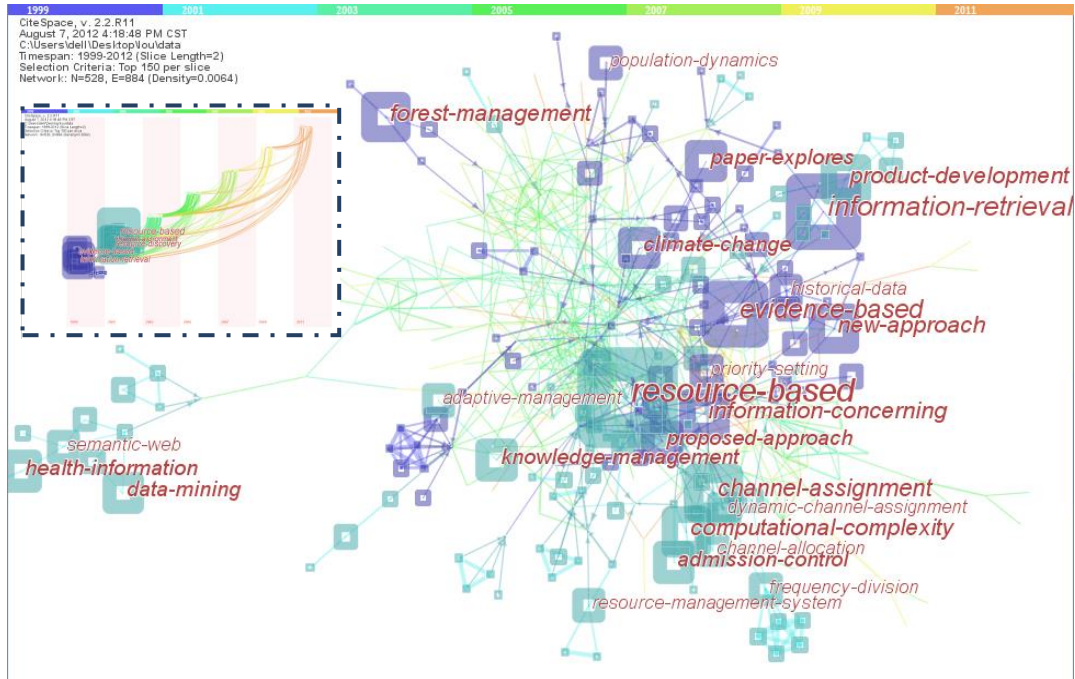 1999 2001 2003 2005 2007 2009 2011
CiteSpace, v. 2.2.R11
August 7, 2012 4:18:48 PM CST
C:\Users\dell\Desktop\lou\data
Timespan: 1999-2012 (Slice Length=2)
Selection Criteria: Top 150 per slice
Network: N=528, E=884 (Density=0.0064)
population-dynamics
forest-management
paper-explores
product-development
information-retrieval
climate-change
historical-data
evidence-based
new-approach
priority-setting
resource-based
adaptive-management
information-concerning
proposed-approach
knowledge-management
semantic-web
health-information
data-mining
channel-assignment
dynamic-channel-assignment
computational-complexity
channel-allocation
admission-control
frequency-division
resource-management-system